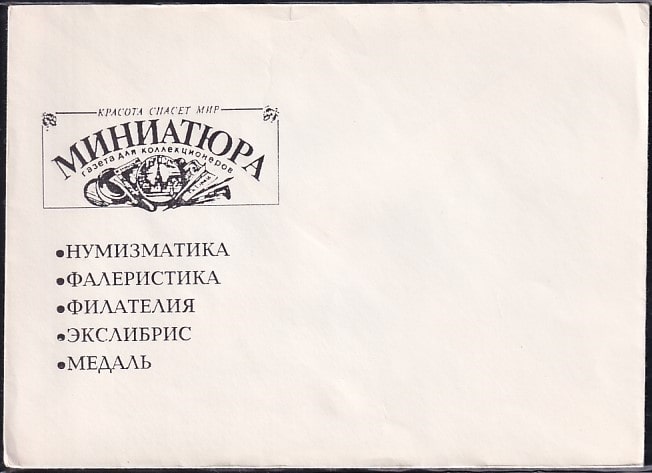 КРАСОТА СПАСЕТ МИР
МИНИАТЮРА
газета для коллекционеров
•НУМИЗМАТИКА
•ФАЛЕРИСТИКА
•ФИЛАТЕЛИЯ
•ЭКСЛИБРИС
•МЕДАЛЬ